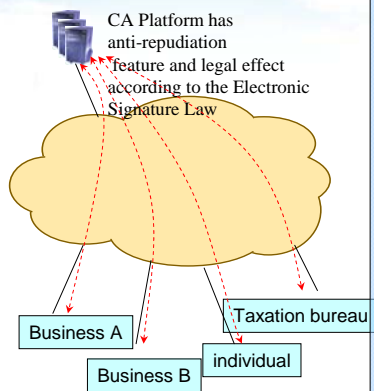 CA Platform has
anti-repudiation
feature and legal effect
according to the Electronic
Signature Law
Taxation bureau
Business A
individual
Business B